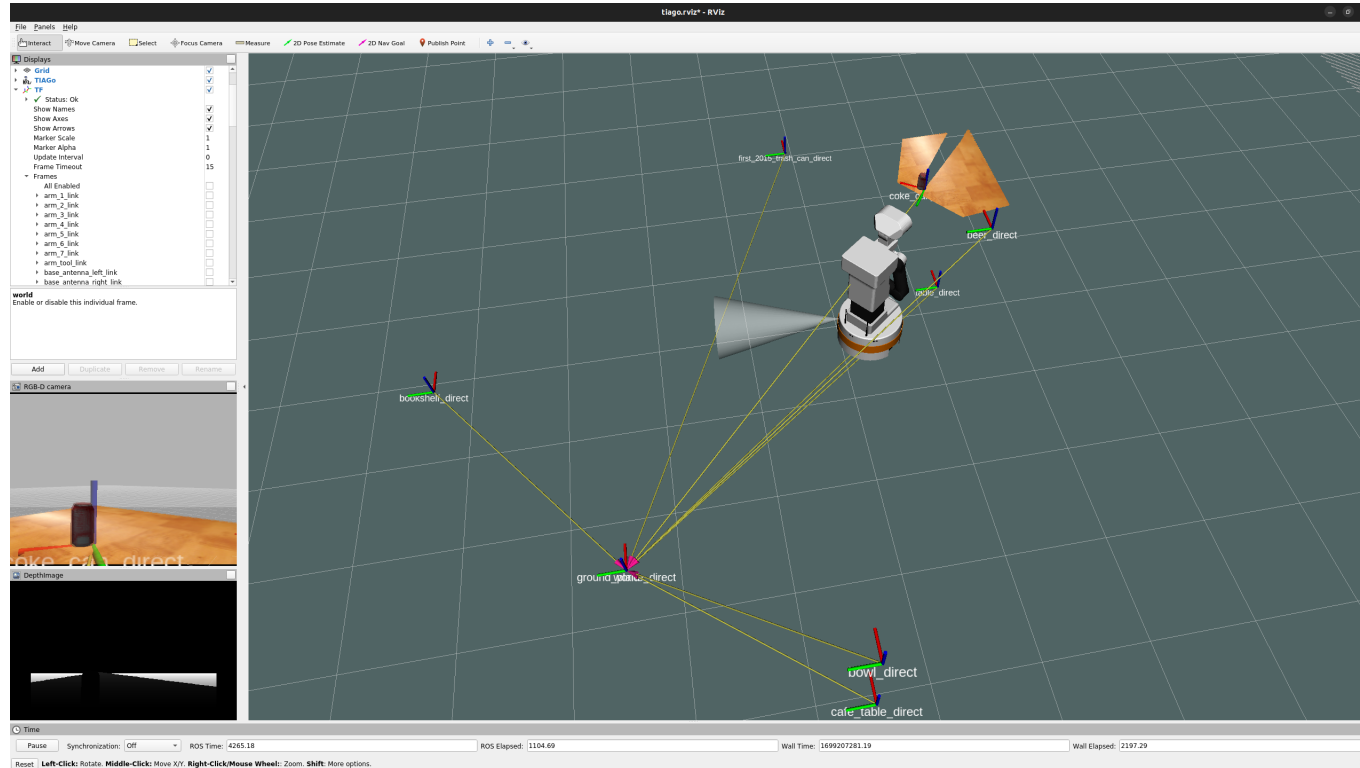 tiago.rviz* - RViz
File Panels Help
Interact Move Camera Select Focus Camera Measure 2D Pose Estimate 2D Nav Goal Publish Point
Displays
Grid
TIAGo
TF
Status: Ok
Show Names
Show Axes
Show Arrows
Marker Scale 1
Marker Alpha 1
Update Interval 0
Frame Timeout 15
Frames
All Enabled
arm_1_link
arm_2_link
arm_3_link
arm_4_link
arm_5_link
arm_6_link
arm_7_link
arm_tool_link
base_antenna_left_link
base_antenna_right_link
world
Enable or disable this individual frame.
Add Duplicate Remove Rename
RGB-D camera
direct
DepthImage
first_2015_trash_can_direct
coke_
beer_direct
table_direct
bookshelf_direct
ground_
_direct
bowl_direct
cafe_table_direct
Time
Pause Synchronization: Off ROS Time: 4265.18 ROS Elapsed: 1104.69 Wall Time: 1699207281.19 Wall Elapsed: 2197.29
Reset Left-Click: Rotate. Middle-Click: Move X/Y. Right-Click/Mouse Wheel:: Zoom. Shift: More options.